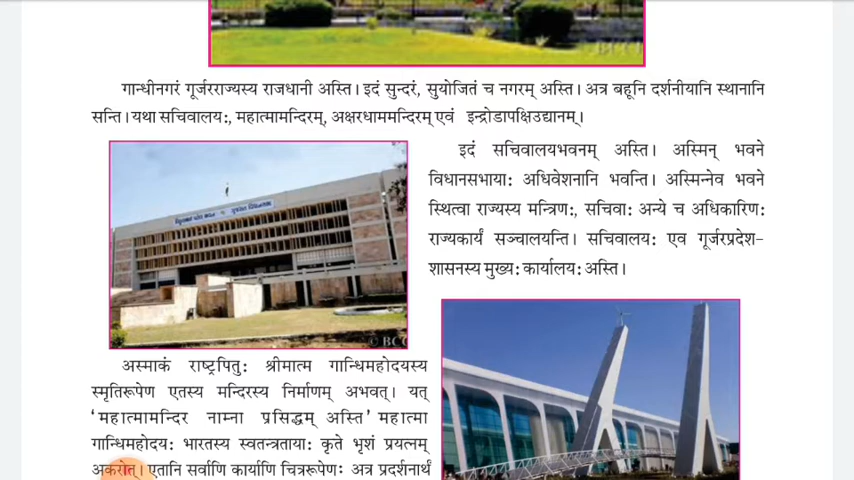 गान्धीनगरं गूर्जरराज्यस्य राजधानी अस्ति। इदं सुन्दरं, सुयोजितं च नगरम् अस्ति। अत्र बहूनि दर्शनीयानि स्थानानि
सन्ति। यथा सचिवालयः, महात्मामन्दिरम्, अक्षरधाममन्दिरम् एवं इन्द्रोडापक्षिउद्यानम्।
इदं सचिवालयभवनम् अस्ति। अस्मिन् भवने
विधानसभायाः अधिवेशनानि भवन्ति। अस्मिन्नेव भवने
स्थित्वा राज्यस्य मन्त्रिणः, सचिवाः अन्ये च अधिकारिणः
राज्यकार्यं सञ्चालयन्ति। सचिवालयः एव गूर्जरप्रदेश-
शासनस्य मुख्यः कार्यालयः अस्ति।
अस्माकं राष्ट्रपितुः श्रीमात्म गान्धिमहोदयस्य
स्मृतिरूपेण एतस्य मन्दिरस्य निर्माणम् अभवत्। यत्
‘महात्मामन्दिर नाम्ना प्रसिद्धम् अस्ति’ महात्मा
गान्धिमहोदयः भारतस्य स्वतन्त्रतायाः कृते भृशं प्रयत्नम्
अकरोत्। एतानि सर्वाणि कार्याणि चित्ररूपेणः अत्र प्रदर्शनार्थं